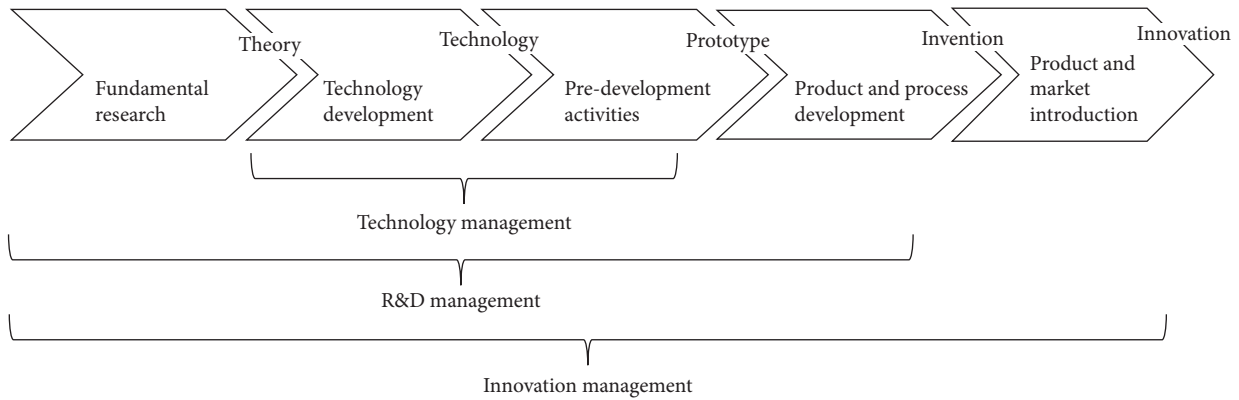 Theory
Technology
Prototype
Invention
Innovation
Fundamental
research
Technology
development
Pre-development
activities
Product and process
development
Product and
market
introduction
Technology management
R&D management
Innovation management